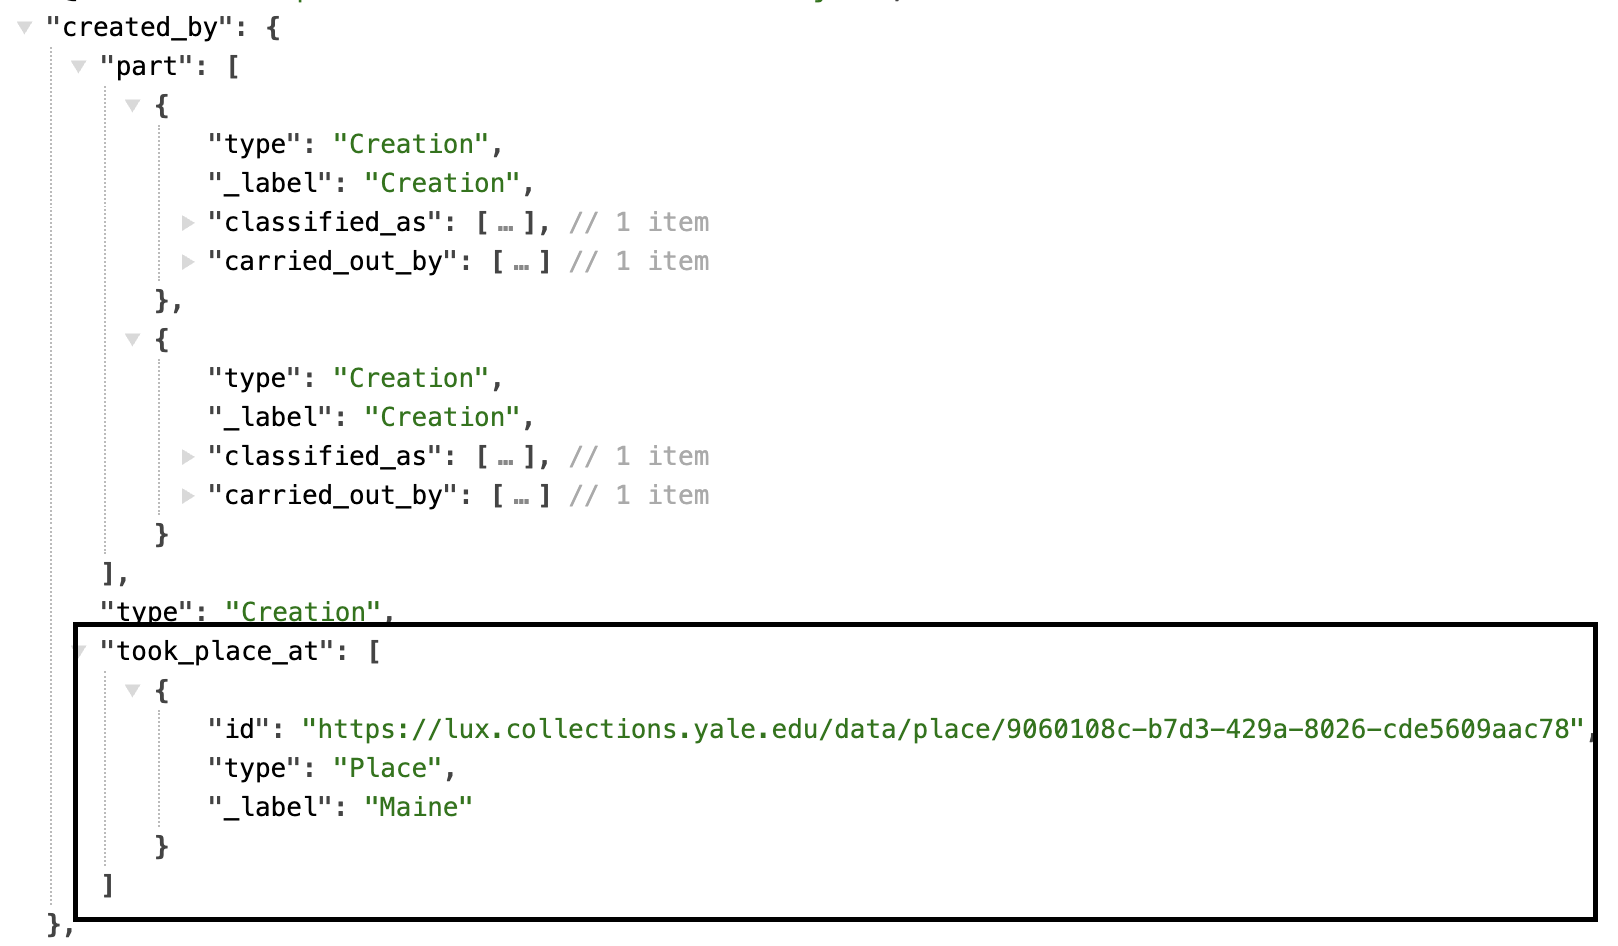 "created_by": {
"part": [
{
"type": "Creation",
"_label": "Creation",
"classified_as": [ … ], // 1 item
"carried_out_by": [ … ] // 1 item
},
{
"type": "Creation",
"_label": "Creation",
"classified_as": [ … ], // 1 item
"carried_out_by": [ … ] // 1 item
}
],
"type": "Creation",
"took_place_at": [
{
"id": "https://lux.collections.yale.edu/data/place/9060108c-b7d3-429a-8026-cde5609aac78",
"type": "Place",
"_label": "Maine"
}
]
},